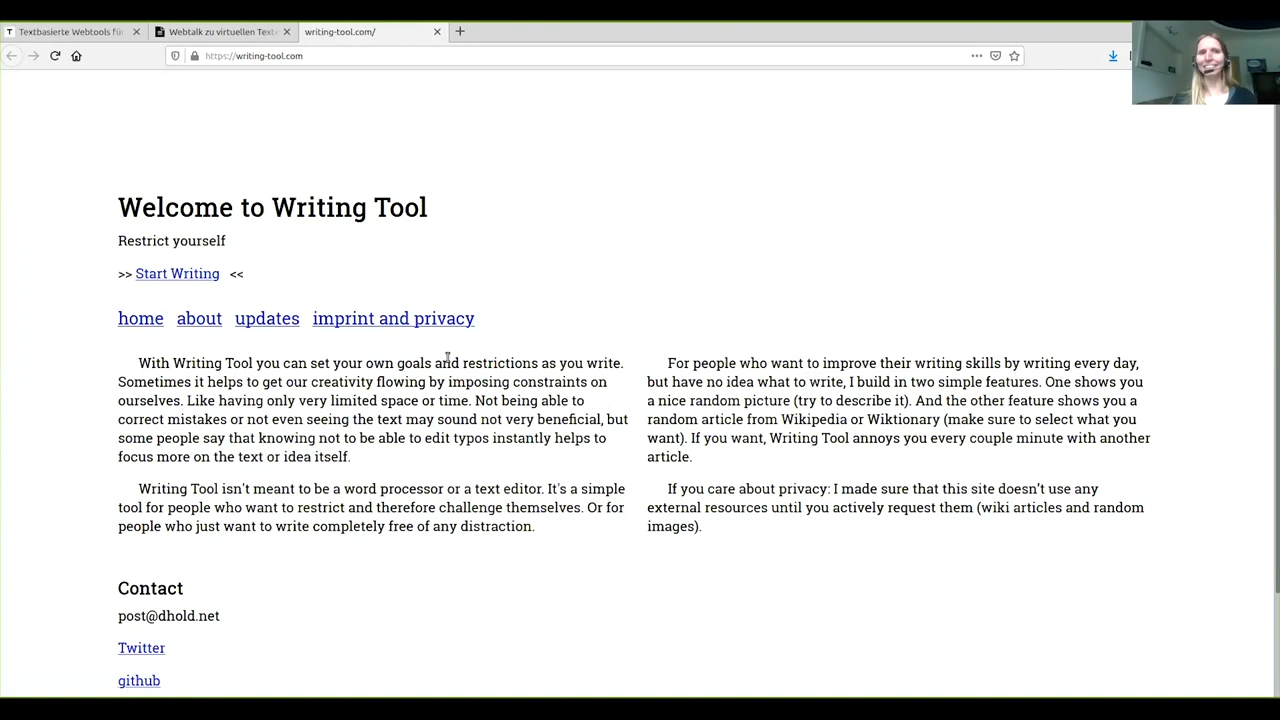 Textbasierte Webtools für
Webtalk zu virtuellen Texte
writing-tool.com/
https://writing-tool.com
Welcome to Writing Tool
Restrict yourself
>> Start Writing <<
home about updates imprint and privacy
With Writing Tool you can set your own goals and restrictions as you write.
Sometimes it helps to get our creativity flowing by imposing constraints on
ourselves. Like having only very limited space or time. Not being able to
correct mistakes or not even seeing the text may sound not very beneficial, but
some people say that knowing not to be able to edit typos instantly helps to
focus more on the text or idea itself.
Writing Tool isn't meant to be a word processor or a text editor. It's a simple
tool for people who want to restrict and therefore challenge themselves. Or for
people who just want to write completely free of any distraction.
For people who want to improve their writing skills by writing every day,
but have no idea what to write, I build in two simple features. One shows you
a nice random picture (try to describe it). And the other feature shows you a
random article from Wikipedia or Wiktionary (make sure to select what you
want). If you want, Writing Tool annoys you every couple minute with another
article.
If you care about privacy: I made sure that this site doesn't use any
external resources until you actively request them (wiki articles and random
images).
Contact
post@dhold.net
Twitter
github